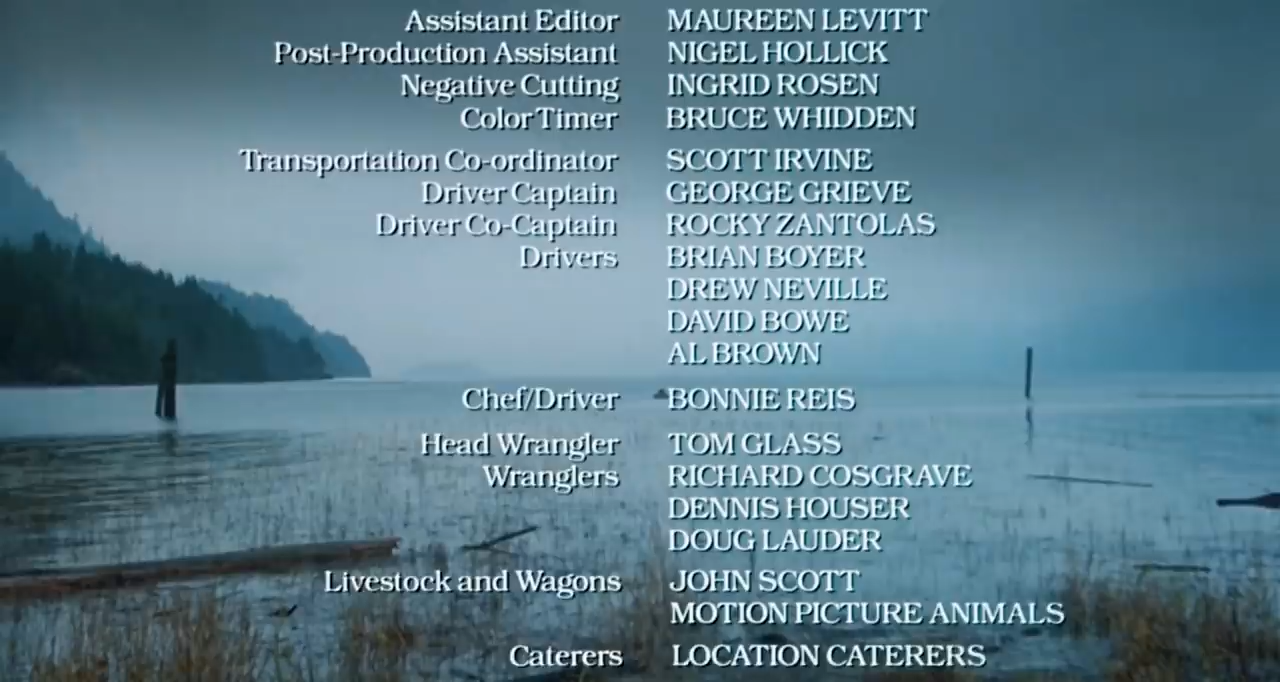 Assistant Editor MAUREEN LEVITT
Post-Production Assistant NIGEL HOLLICK
Negative Cutting INGRID ROSEN
Color Timer BRUCE WHIDDEN
Transportation Co-ordinator SCOTT IRVINE
Driver Captain GEORGE GRIEVE
Driver Co-Captain ROCKY ZANTOLAS
Drivers BRIAN BOYER
DREW NEVILLE
DAVID BOWE
AL BROWN
Chef/Driver BONNIE REIS
Head Wrangler TOM GLASS
Wranglers RICHARD COSGRAVE
DENNIS HOUSER
DOUG LAUDER
Livestock and Wagons JOHN SCOTT
MOTION PICTURE ANIMALS
Caterers LOCATION CATERERS